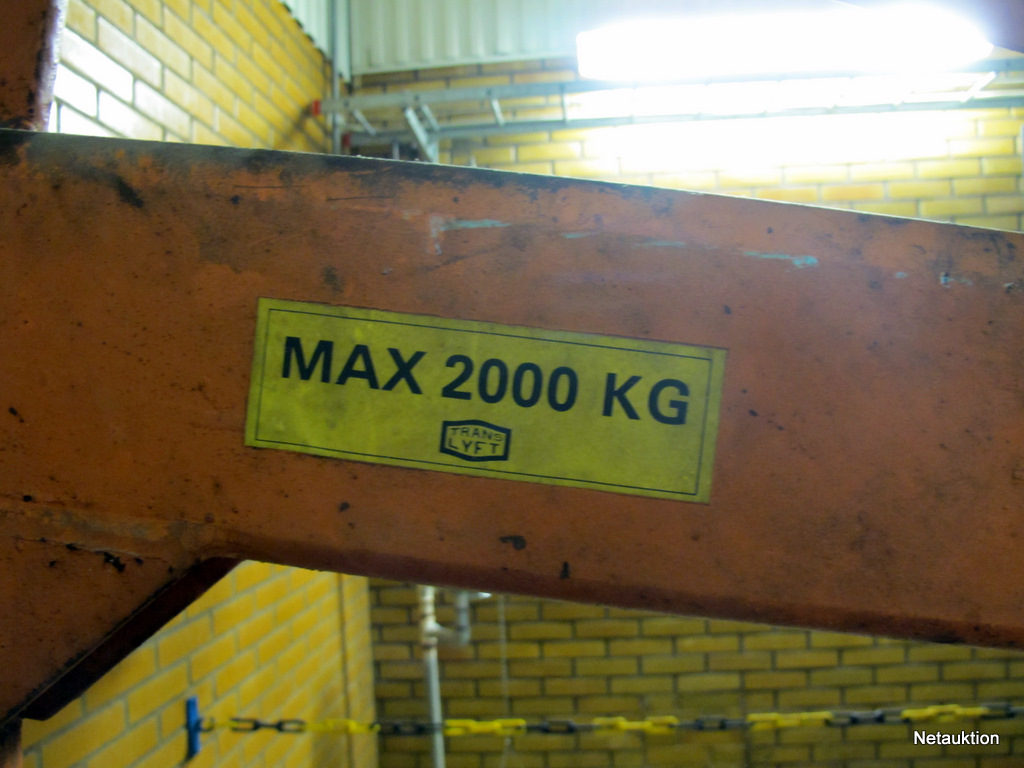 MAX 2000 KG
TRANS
LYFT
Netauktion